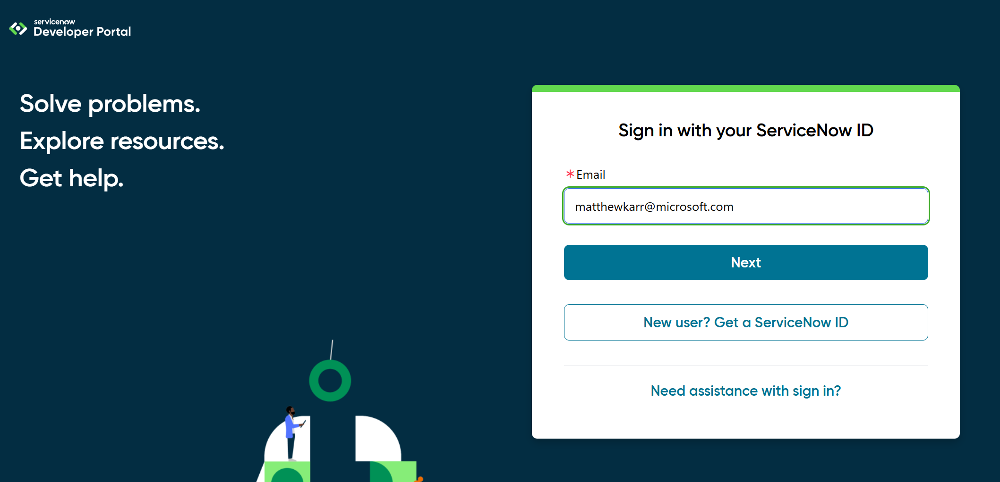 servicenow
Developer Portal
Solve problems.
Explore resources.
Get help.
Sign in with your ServiceNow ID
* Email
matthewkarr@microsoft.com
Next
New user? Get a ServiceNow ID
Need assistance with sign in?